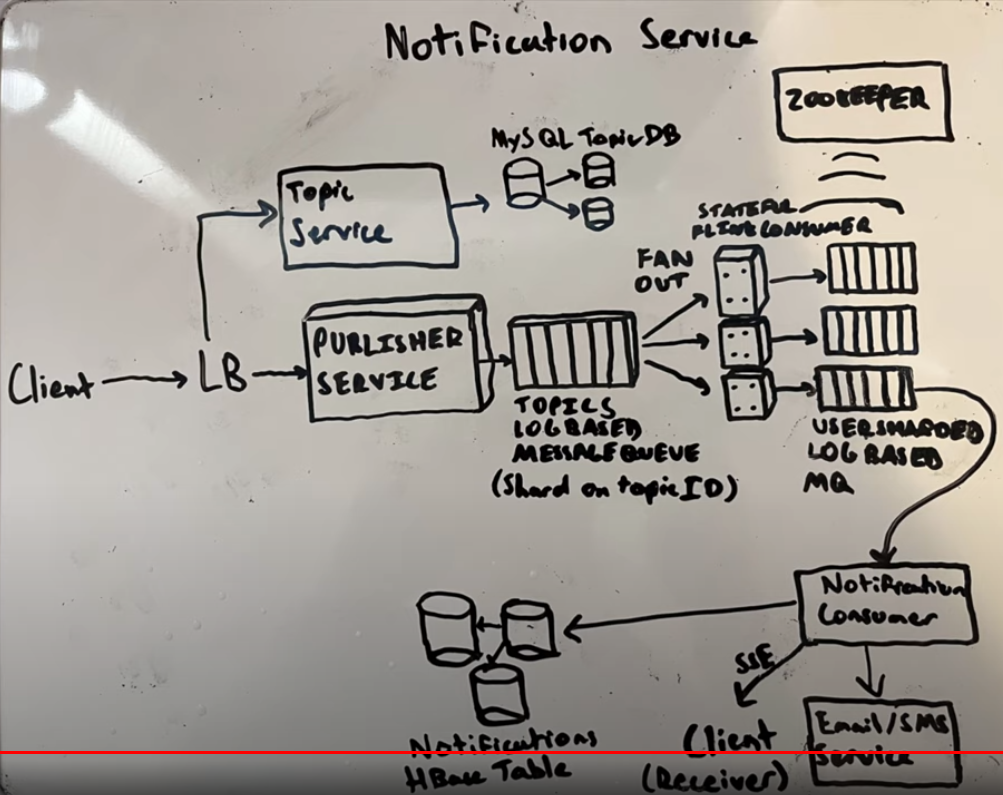 Notification Service
ZOOKEEPER
MySQL TopicDB
Topic
Service
STATEFUL
FLINK CONSUMER
FAN
OUT
PUBLISHER
SERVICE
Client
LB
TOPICS
LOG BASED
MESSAGE QUEUE
(Shard on topicID)
USER SHARDED
LOG BASED
MQ
Notification
Consumer
SSE
Email/SMS
Service
Client
(Receiver)
Notifications
HBase Table